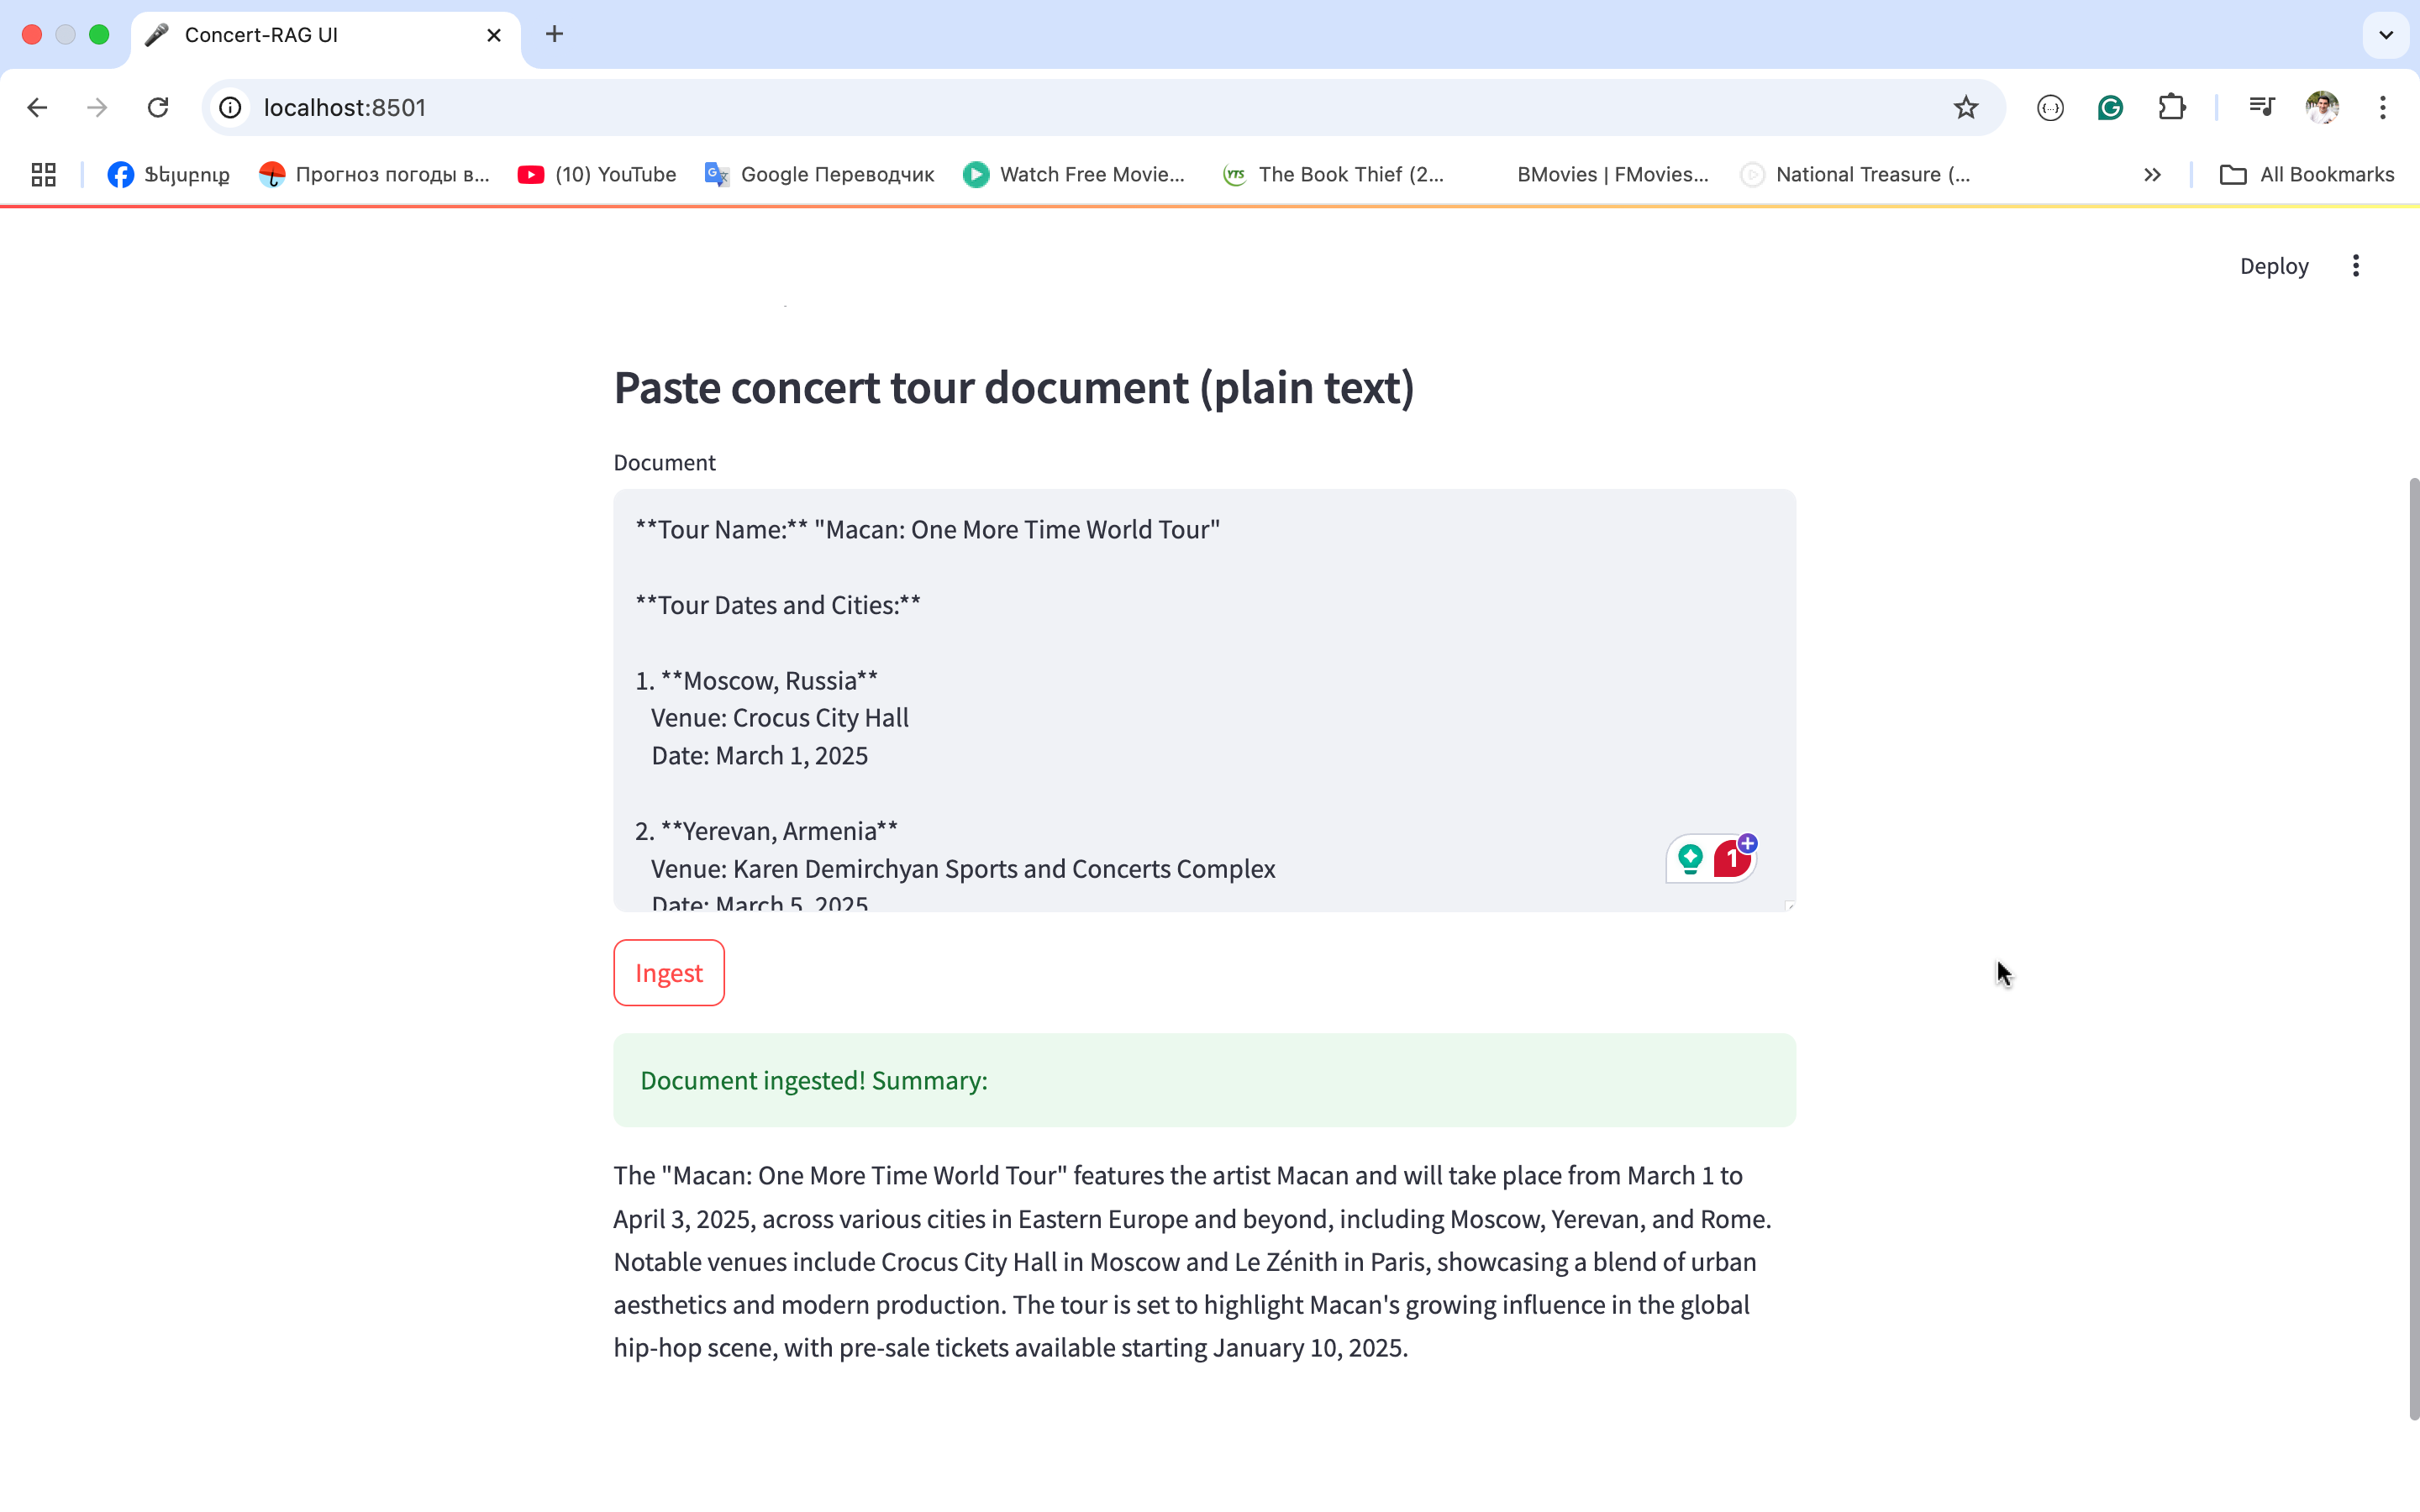 Concert-RAG UI
localhost:8501
Ֆեյսբուք
Прогноз погоды в...
(10) YouTube
Google Переводчик
Watch Free Movie...
YTS
The Book Thief (2...
BMovies | FMovies...
National Treasure (...
All Bookmarks
Deploy
Paste concert tour document (plain text)
Document
**Tour Name:** "Macan: One More Time World Tour"
**Tour Dates and Cities:**
1. **Moscow, Russia**
Venue: Crocus City Hall
Date: March 1, 2025
2. **Yerevan, Armenia**
Venue: Karen Demirchyan Sports and Concerts Complex
Date: March 5, 2025
1
Ingest
Document ingested! Summary:
The "Macan: One More Time World Tour" features the artist Macan and will take place from March 1 to
April 3, 2025, across various cities in Eastern Europe and beyond, including Moscow, Yerevan, and Rome.
Notable venues include Crocus City Hall in Moscow and Le Zénith in Paris, showcasing a blend of urban
aesthetics and modern production. The tour is set to highlight Macan's growing influence in the global
hip-hop scene, with pre-sale tickets available starting January 10, 2025.